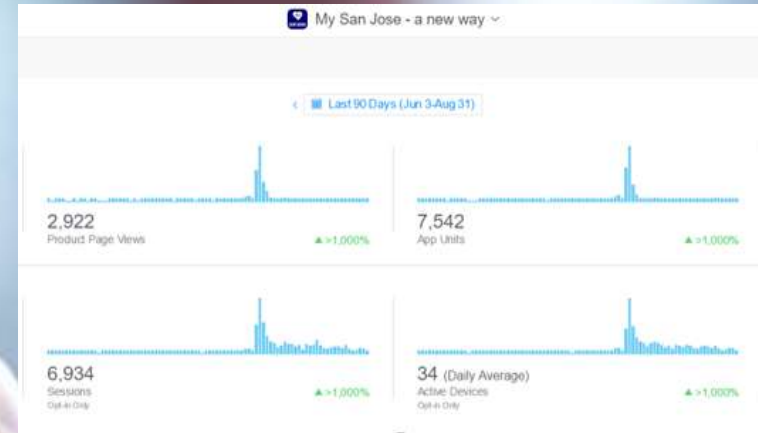 My San Jose - a new way
Last 90 Days (Jun 3-Aug 31)
2,922
Product Page Views
▲ >1,000%
7,542
App Units
▲ >1,000%
6,934
Sessions
▲ >1,000%
Opt-in Only
34 (Daily Average)
Active Devices
▲ >1,000%
Opt-in Only